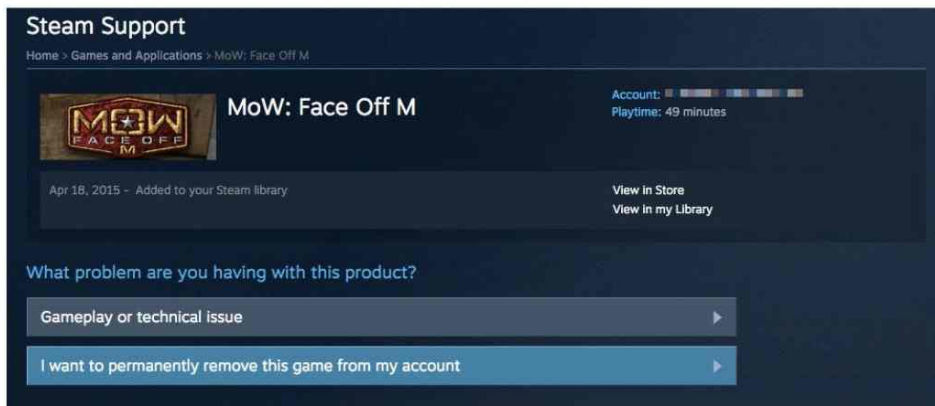 Steam Support
Home > Games and Applications > MoW: Face Off M
MOW
FACE OFF
M
MoW: Face Off M
Account:
Playtime: 49 minutes
Apr 18, 2015 - Added to your Steam library
View in Store
View in my Library
What problem are you having with this product?
Gameplay or technical issue
I want to permanently remove this game from my account